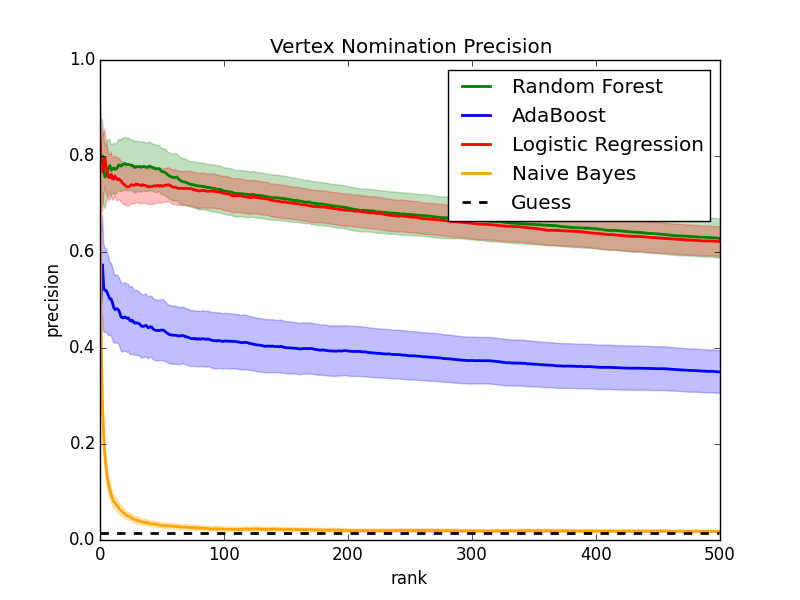 Vertex Nomination Precision
1.0
0.8
0.6
0.4
0.2
0.0
precision
Random Forest
AdaBoost
Logistic Regression
Naive Bayes
Guess
0 100 200 300 400 500
rank